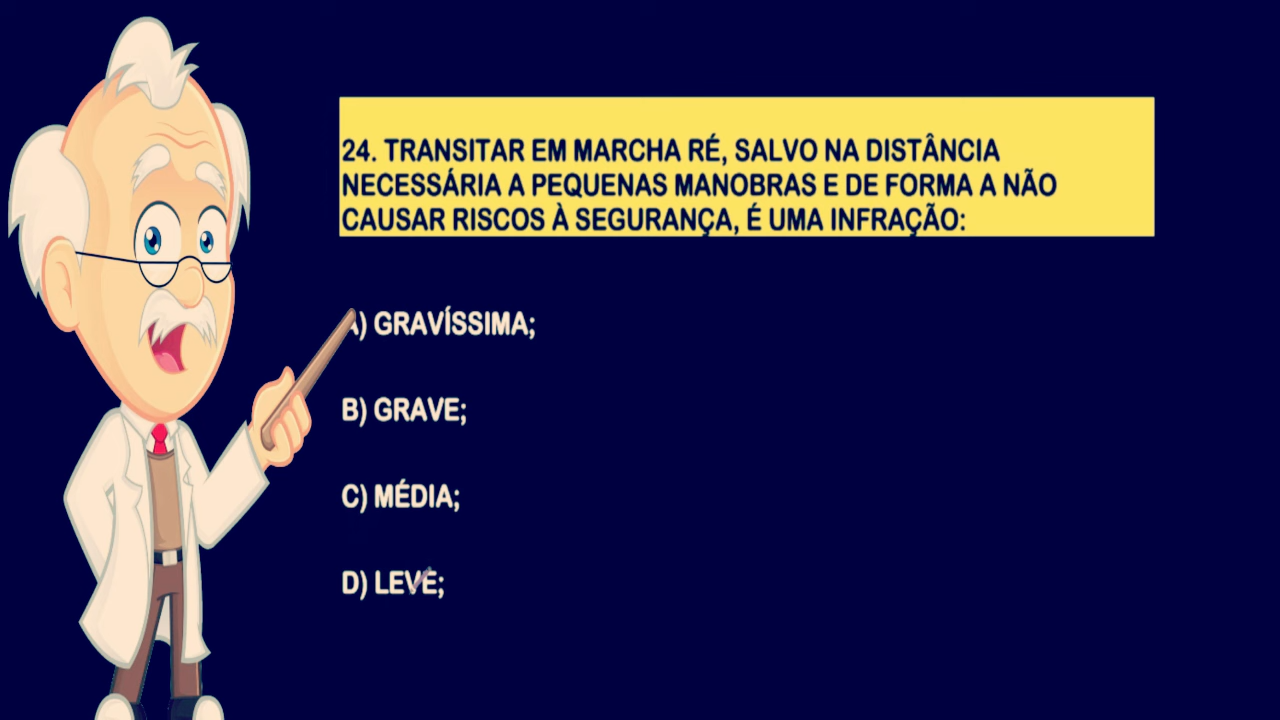 24. TRANSITAR EM MARCHA RÉ, SALVO NA DISTÂNCIA
NECESSÁRIA A PEQUENAS MANOBRAS E DE FORMA A NÃO
CAUSAR RISCOS À SEGURANÇA, É UMA INFRAÇÃO:
A) GRAVÍSSIMA;
B) GRAVE;
C) MÉDIA;
D) LEVE;